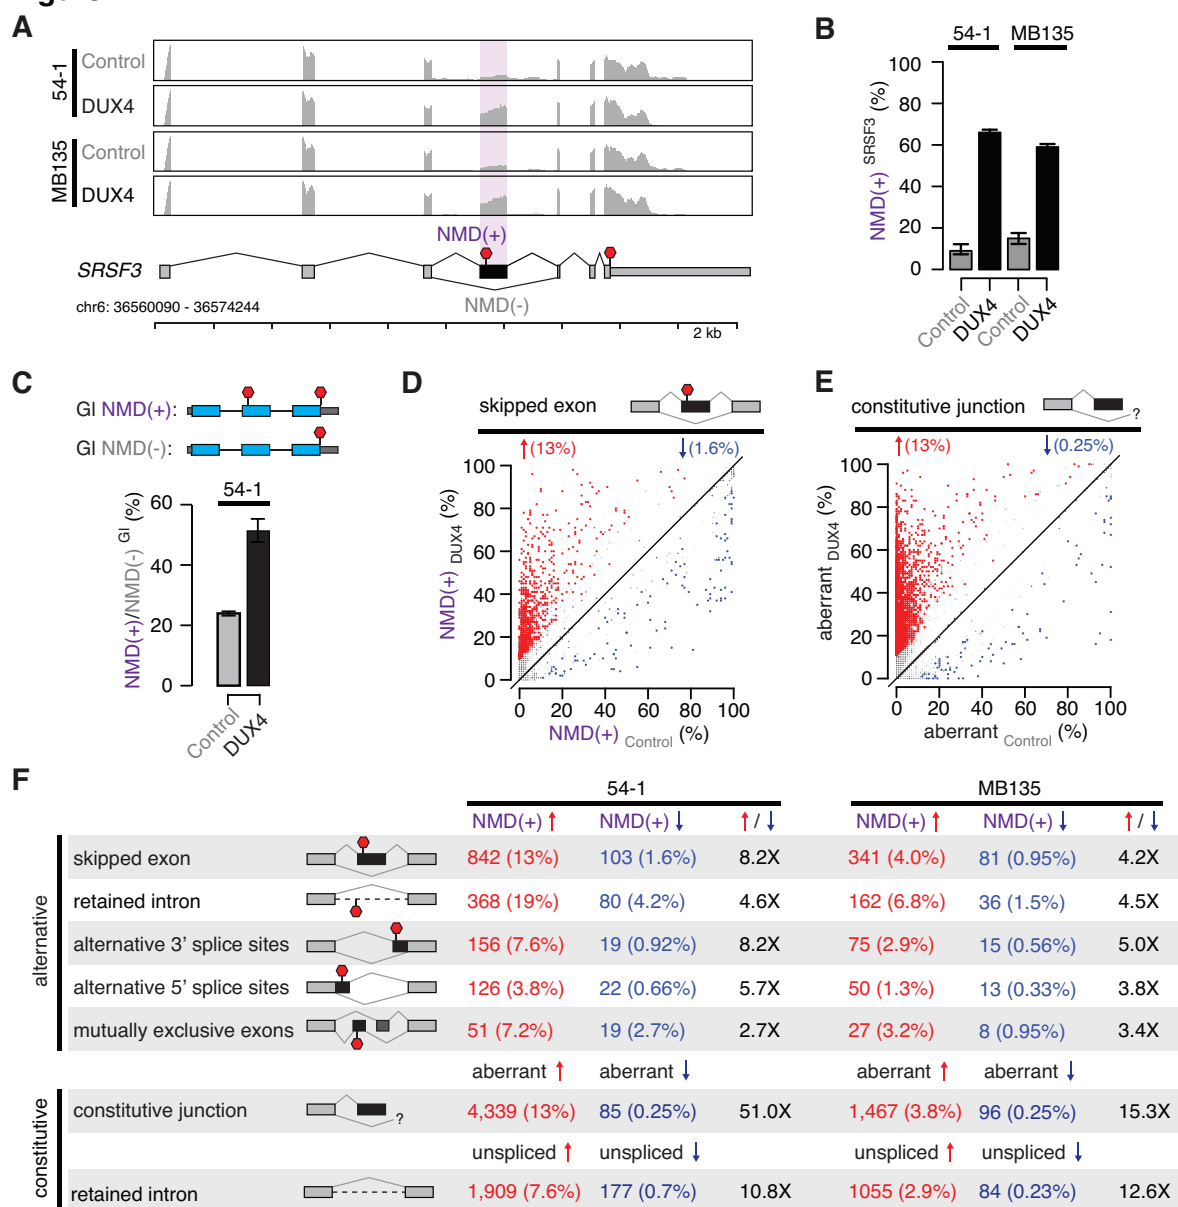 A
54-1
Control
DUX4
MB135
Control
DUX4
NMD(+)
SRSF3
NMD(-)
chr6: 36560090 - 36574244
2 kb
B
54-1 MB135
NMD(+) SRSF3 (%)
100
80
60
40
20
0
Control
DUX4
Control
DUX4
C
GI NMD(+):
GI NMD(-):
54-1
NMD(+)/NMD(-) GI (%)
60
40
20
0
Control
DUX4
D
skipped exon
(13%) (1.6%)
NMD(+) DUX4 (%)
100
80
60
40
20
0
0 20 40 60 80 100
NMD(+) Control (%)
E
constitutive junction
?
(13%) (0.25%)
aberrant DUX4 (%)
100
80
60
40
20
0
0 20 40 60 80 100
aberrant Control (%)
F
54-1 MB135
NMD(+) ↑ NMD(+) ↓ ↑ / ↓ NMD(+) ↑ NMD(+) ↓ ↑ / ↓
alternative
skipped exon 842 (13%) 103 (1.6%) 8.2X 341 (4.0%) 81 (0.95%) 4.2X
retained intron 368 (19%) 80 (4.2%) 4.6X 162 (6.8%) 36 (1.5%) 4.5X
alternative 3' splice sites 156 (7.6%) 19 (0.92%) 8.2X 75 (2.9%) 15 (0.56%) 5.0X
alternative 5' splice sites 126 (3.8%) 22 (0.66%) 5.7X 50 (1.3%) 13 (0.33%) 3.8X
mutually exclusive exons 51 (7.2%) 19 (2.7%) 2.7X 27 (3.2%) 8 (0.95%) 3.4X
aberrant ↑ aberrant ↓ aberrant ↑ aberrant ↓
constitutive
constitutive junction ? 4,339 (13%) 85 (0.25%) 51.0X 1,467 (3.8%) 96 (0.25%) 15.3X
unspliced ↑ unspliced ↓ unspliced ↑ unspliced ↓
retained intron 1,909 (7.6%) 177 (0.7%) 10.8X 1055 (2.9%) 84 (0.23%) 12.6X